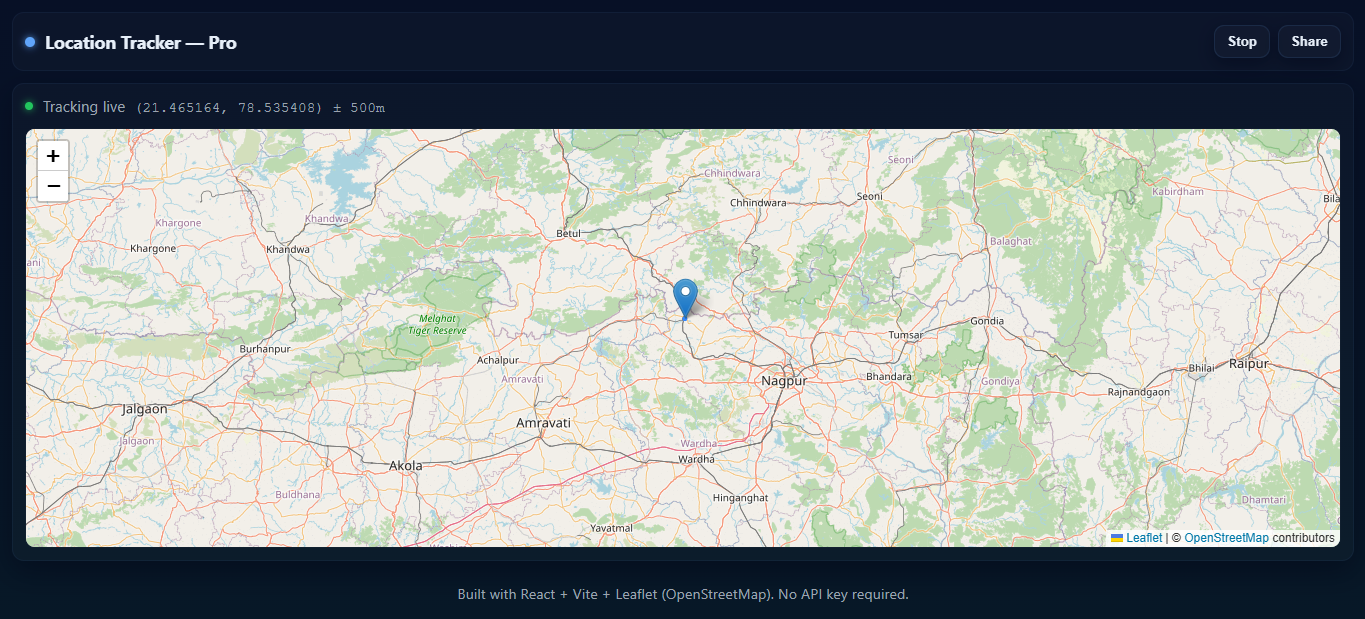 Location Tracker — Pro
Stop
Share
Tracking live (21.465164, 78.535408) ± 500m
+
−
Seoni
Chhindwara
Kabirdham
Seoni
Chhindwara
Bila
Khandwa
Khargone
Betul
Balaghat
Khargone
Khandwa
ani
Melghat
Tiger Reserve
Gondia
Tumsar
Burhanpur
Achalpur
Raipur
Bhilai
Amravati
Nagpur
Bhandara
Gondiya
Rajnandgaon
Jalgaon
Amravati
Jalgaon
Wardha
Wardha
Akola
Buldhana
Hinganghat
Dhamtari
Yavatmal
Leaflet | © OpenStreetMap contributors
Built with React + Vite + Leaflet (OpenStreetMap). No API key required.